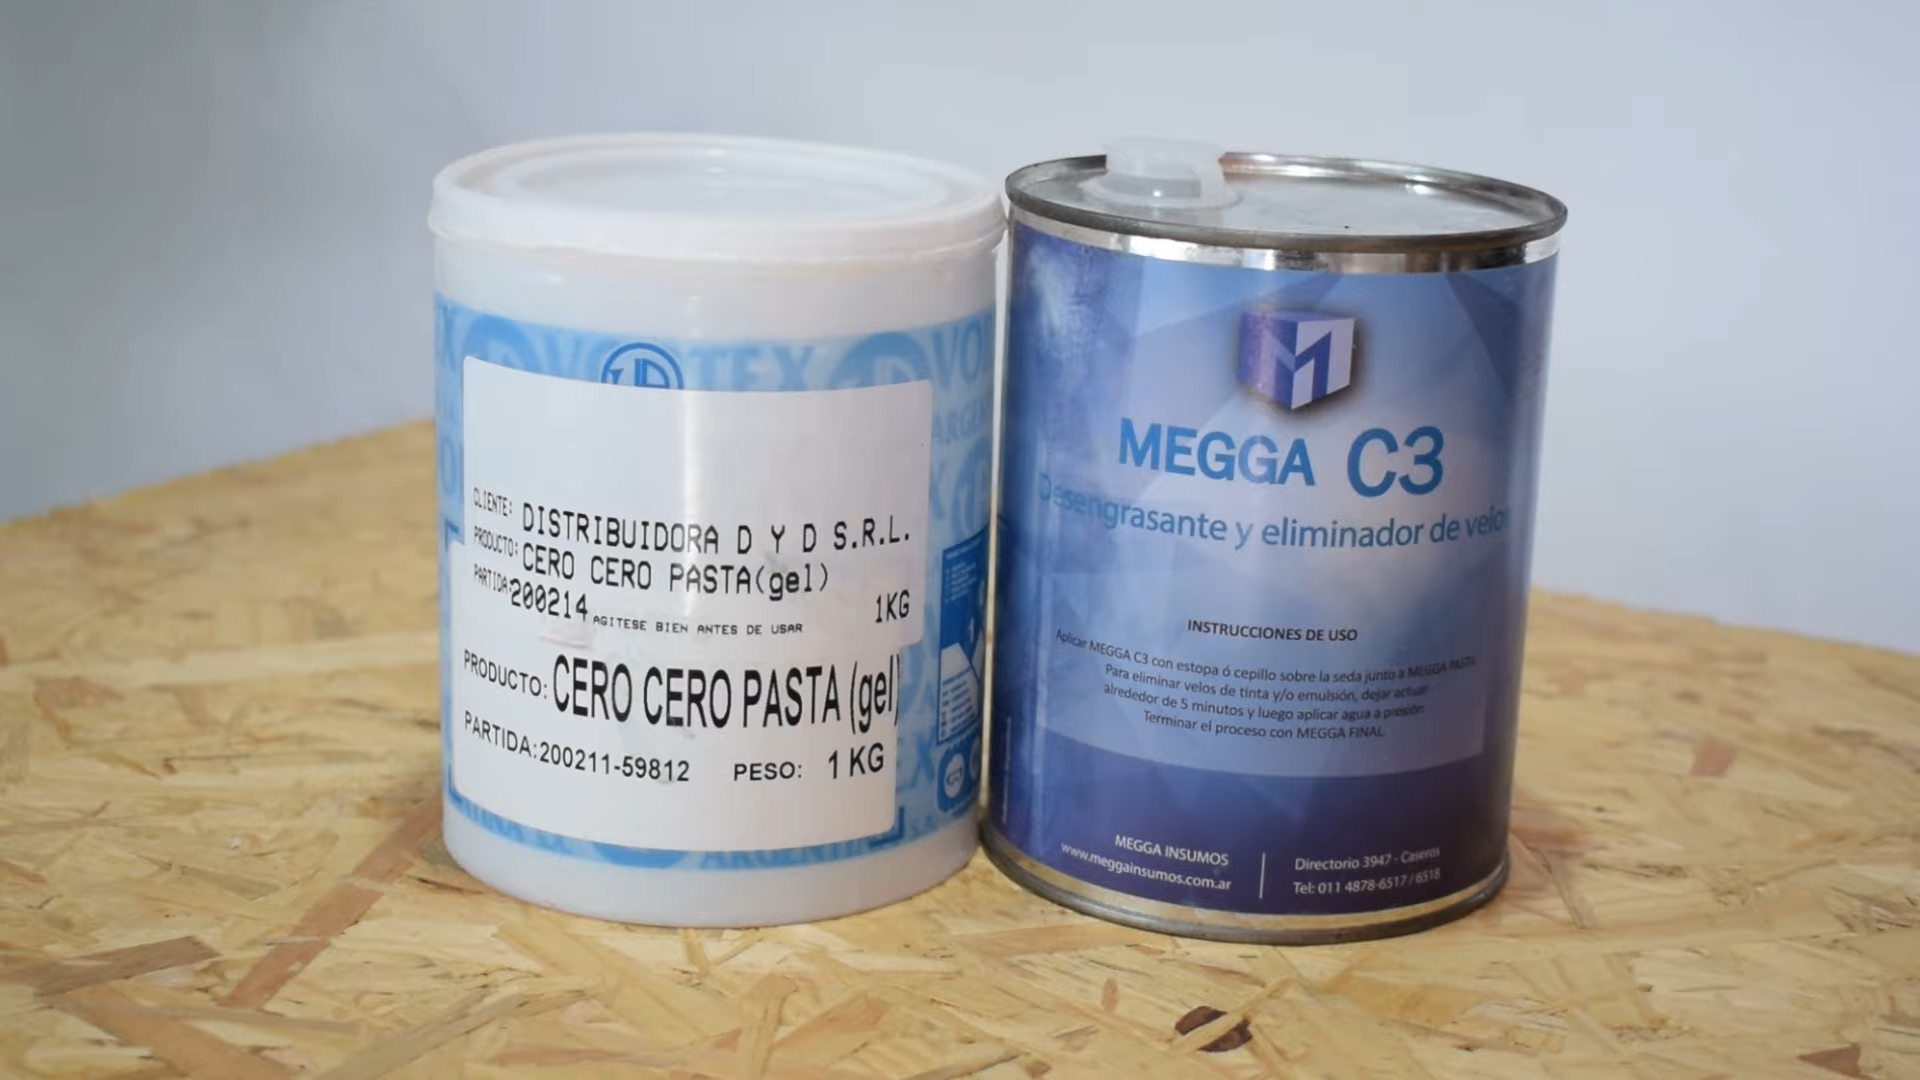 VORTEX
VO
ARGEN
CLIENTE: DISTRIBUIDORA D Y D S.R.L.
PRODUCTO: CERO CERO PASTA(gel)
PARTIDA:200214 AGITESE BIEN ANTES DE USAR 1KG
PRODUCTO: CERO CERO PASTA (gel)
PARTIDA:200211-59812 PESO: 1 KG
ARGENTINA
MEGGA C3
Desengrasante y eliminador de velos
INSTRUCCIONES DE USO
Aplicar MEGGA C3 con estopa ó cepillo sobre la seda junto a MEGGA PASTA
Para eliminar velos de tinta y/o emulsión, dejar actuar
alrededor de 5 minutos y luego aplicar agua a presión
Terminar el proceso con MEGGA FINAL.
MEGGA INSUMOS
www.meggainsumos.com.ar
Directorio 3947 - Caseros
Tel: 011 4878-6517 / 6518